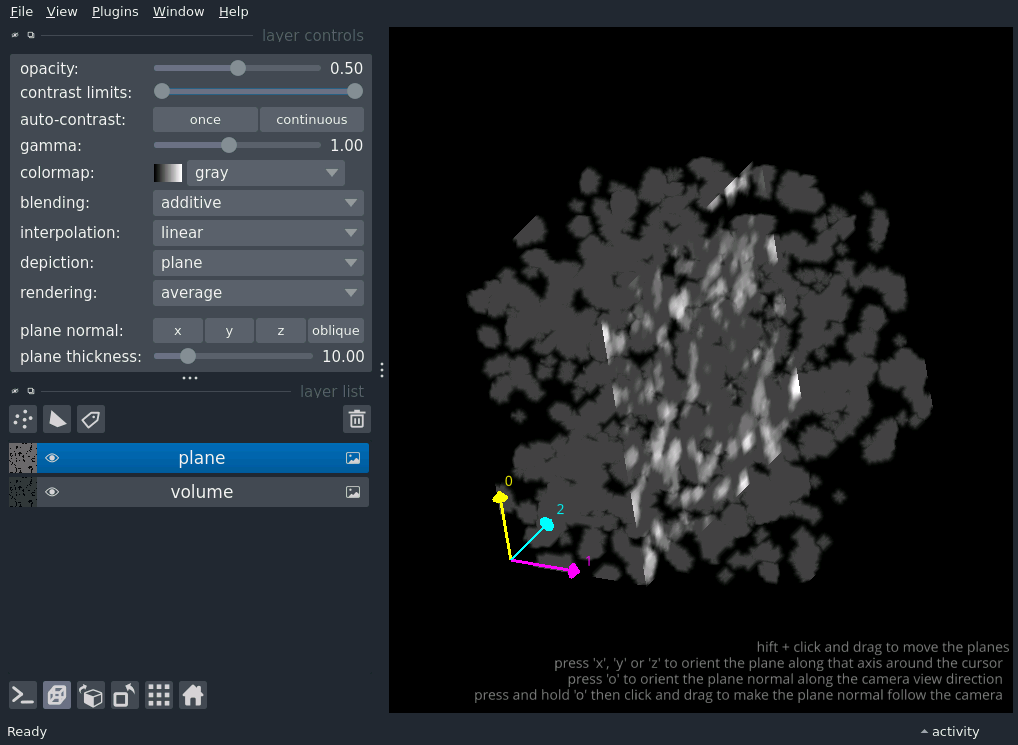 File View Plugins Window Help
layer controls
opacity: 0.50
contrast limits:
auto-contrast: once continuous
gamma: 1.00
colormap: gray
blending: additive
interpolation: linear
depiction: plane
rendering: average
plane normal: x y z oblique
plane thickness: 10.00
layer list
plane
volume
0
2
1
hift + click and drag to move the planes
press 'x', 'y' or 'z' to orient the plane along that axis around the cursor
press 'o' to orient the plane normal along the camera view direction
press and hold 'o' then click and drag to make the plane normal follow the camera
Ready
activity